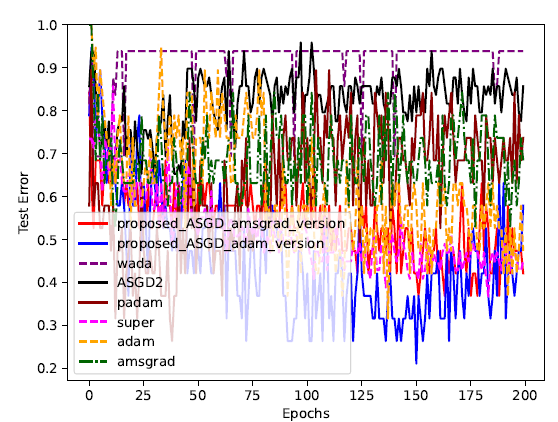 1.0
0.9
0.8
0.7
0.6
0.5
0.4
0.3
0.2
Test Error
proposed_ASGD_amsgrad_version
proposed_ASGD_adam_version
wada
ASGD2
padam
super
adam
amsgrad
0 25 50 75 100 125 150 175 200
Epochs